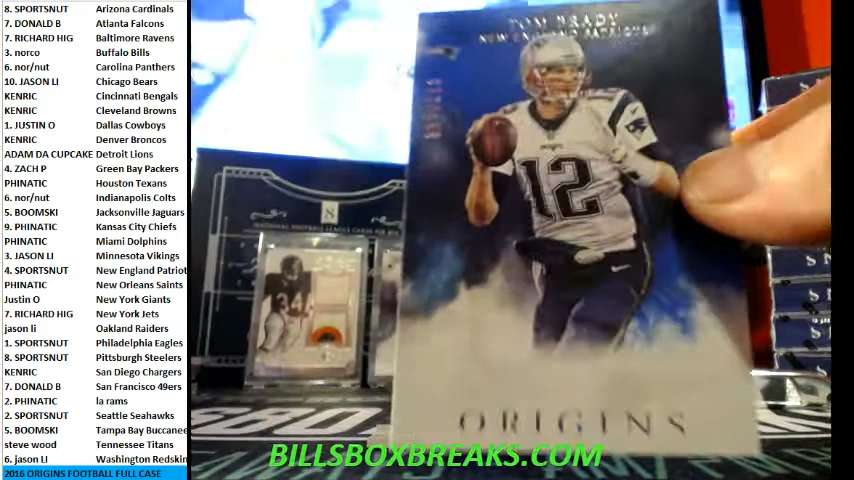 8. SPORTSNUT Arizona Cardinals
7. DONALD B Atlanta Falcons
7. RICHARD HIG Baltimore Ravens
3. norco Buffalo Bills
6. nor/nut Carolina Panthers
10. JASON LI Chicago Bears
KENRIC Cincinnati Bengals
KENRIC Cleveland Browns
1. JUSTIN O Dallas Cowboys
KENRIC Denver Broncos
ADAM DA CUPCAKE Detroit Lions
4. ZACH P Green Bay Packers
PHINATIC Houston Texans
6. nor/nut Indianapolis Colts
5. BOOMSKI Jacksonville Jaguars
9. PHINATIC Kansas City Chiefs
PHINATIC Miami Dolphins
3. JASON LI Minnesota Vikings
4. SPORTSNUT New England Patriot
PHINATIC New Orleans Saints
Justin O New York Giants
7. RICHARD HIG New York Jets
jason li Oakland Raiders
1. SPORTSNUT Philadelphia Eagles
8. SPORTSNUT Pittsburgh Steelers
KENRIC San Diego Chargers
7. DONALD B San Francisco 49ers
2. PHINATIC la rams
2. SPORTSNUT Seattle Seahawks
5. BOOMSKI Tampa Bay Buccanee
steve wood Tennessee Titans
6. jason LI Washington Redskin
2016 ORIGINS FOOTBALL FULL CASE
TOM BRADY
NEW ENGLAND PATRIOTS
12
ORIGINS
8
34
BILLSBOXBREAKS.COM